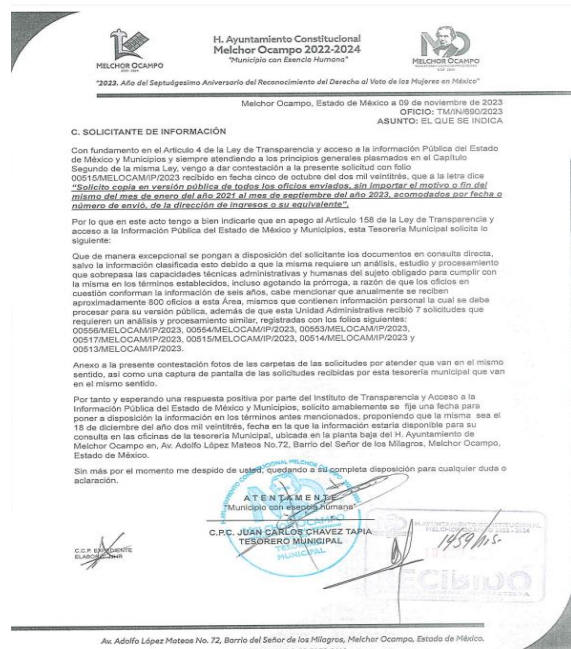 MELCHOR OCAMPO
H. Ayuntamiento Constitucional
Melchor Ocampo 2022-2024
"Municipio con Esencia Humana"
MELCHOR OCAMPO
"2023. Año del Septuagésimo Aniversario del Reconocimiento del Derecho al Voto de las Mujeres en México"
Melchor Ocampo, Estado de México a 09 de noviembre de 2023
OFICIO: TM/IN/690/2023
ASUNTO: EL QUE SE INDICA
C. SOLICITANTE DE INFORMACIÓN
Con fundamento en el Articulo 4 de la Ley de Transparencia y acceso a la información Pública del Estado
de México y Municipios y siempre atendiendo a los principios generales plasmados en el Capítulo
Segundo de la misma Ley, vengo a dar contestación a la presente solicitud con folio
00515/MELOCAM/IP/2023 recibido en fecha cinco de octubre del dos mil veintitrés, que a la letra dice
"Solicito copia en versión pública de todos los oficios enviados, sin importar el motivo o fin del
mismo del mes de enero del año 2021 al mes de septiembre del año 2023, acomodados por fecha o
número de envió, de la dirección de ingresos o su equivalente".
Por lo que en este acto tengo a bien indicarle que en apego al Articulo 158 de la Ley de Transparencia y
acceso a la Información Pública del Estado de México y Municipios, esta Tesorería Municipal solicita lo
siguiente:
Que de manera excepcional se pongan a disposición del solicitante los documentos en consulta directa,
salvo la información clasificada esto debido a que la misma requiere un análisis, estudio y procesamiento
que sobrepasa las capacidades técnicas administrativas y humanas del sujeto obligado para cumplir con
la misma en los términos establecidos, incluso agotando la prórroga, a razón de que los oficios en
cuestión conforman la información de seis años, cabe mencionar que anualmente se reciben
aproximadamente 800 oficios a esta Área, mismos que contienen información personal la cual se debe
procesar para su versión pública, además de que esta Unidad Administrativa recibió 7 solicitudes que
requieren un análisis y procesamiento similar, registradas con los folios siguientes:
00556/MELOCAM/IP/2023, 00554/MELOCAM/IP/2023, 00553/MELOCAM/IP/2023,
00517/MELOCAM/IP/2023, 00515/MELOCAM/IP/2023, 00514/MELOCAM/IP/2023 y
00513/MELOCAM/IP/2023.
Anexo a la presente contestación fotos de las carpetas de las solicitudes por atender que van en el mismo
sentido, así como una captura de pantalla de las solicitudes recibidas por esta tesorería municipal que van
en el mismo sentido.
Por tanto y esperando una respuesta positiva por parte del Instituto de Transparencia y Acceso a la
Información Pública del Estado de México y Municipios, solicito amablemente se fije una fecha para
poner a disposición la información en los términos antes mencionados, proponiendo que la misma sea el
18 de diciembre del año dos mil veintitrés, fecha en la que la información estaría disponible para su
consulta en las oficinas de la tesorería Municipal, ubicada en la planta baja del H. Ayuntamiento de
Melchor Ocampo en, Av. Adolfo López Mateos No.72, Barrio del Señor de los Milagros, Melchor Ocampo,
Estado de México.
Sin más por el momento me despido de usted, quedando a su completa disposición para cualquier duda o
aclaración.
ATENTAMENTE
"Municipio con esencia humana"
C.P.C. JUAN CARLOS CHAVEZ TAPIA
TESORERO MUNICIPAL
C.C.P. EXPEDIENTE
TESORERÍA
MUNICIPAL
RECIBIDO
Av. Adolfo López Mateos No. 72, Barrio del Señor de los Milagros, Melchor Ocampo, Estado de México.